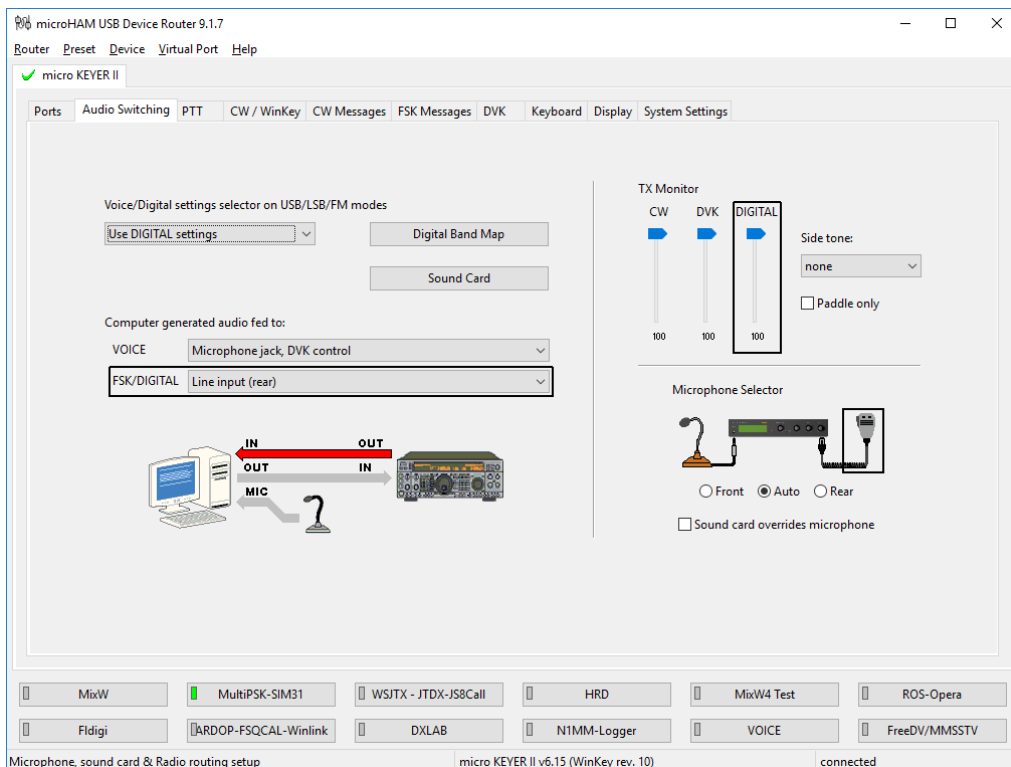 microHAM USB Device Router 9.1.7
Router Preset Device Virtual Port Help
micro KEYER II
Ports Audio Switching PTT CW / WinKey CW Messages FSK Messages DVK Keyboard Display System Settings
Voice/Digital settings selector on USB/LSB/FM modes
Use DIGITAL settings
Digital Band Map
Sound Card
Computer generated audio fed to:
VOICE Microphone jack, DVK control
FSK/DIGITAL Line input (rear)
IN OUT
OUT IN
MIC
TX Monitor
CW DVK DIGITAL
Side tone:
none
Paddle only
100 100 100
Microphone Selector
Front Auto Rear
Sound card overrides microphone
MixW MultiPSK-SIM31 WSJTX - JTDX-JS8Call HRD MixW4 Test ROS-Opera
Fldigi ARDOP-FSQCAL-Winlink DXLAB N1MM-Logger VOICE FreeDV/MMSSTV
Microphone, sound card & Radio routing setup micro KEYER II v6.15 (WinKey rev. 10) connected